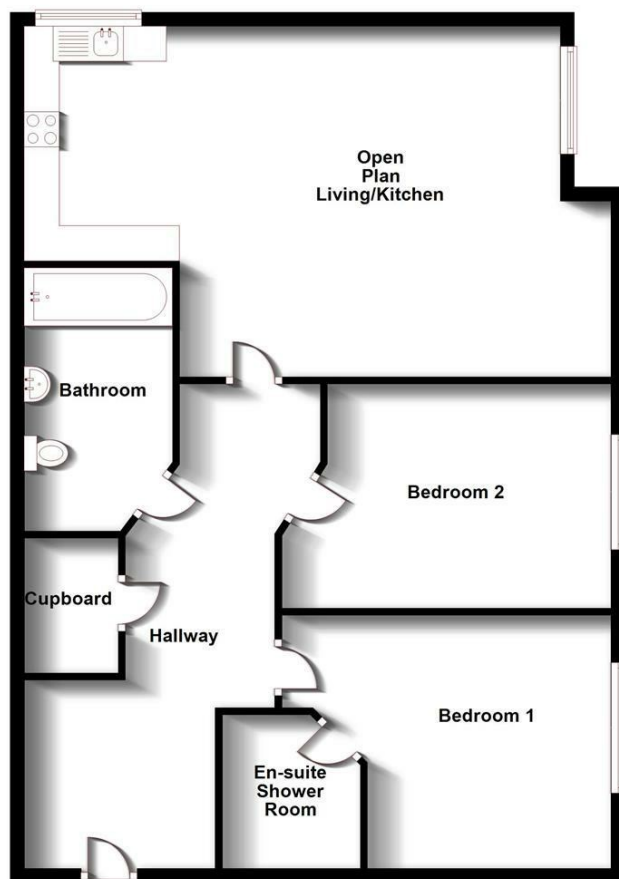 Open
Plan
Living/Kitchen
Bathroom
Bedroom 2
Cupboard
Hallway
Bedroom 1
En-suite
Shower
Room